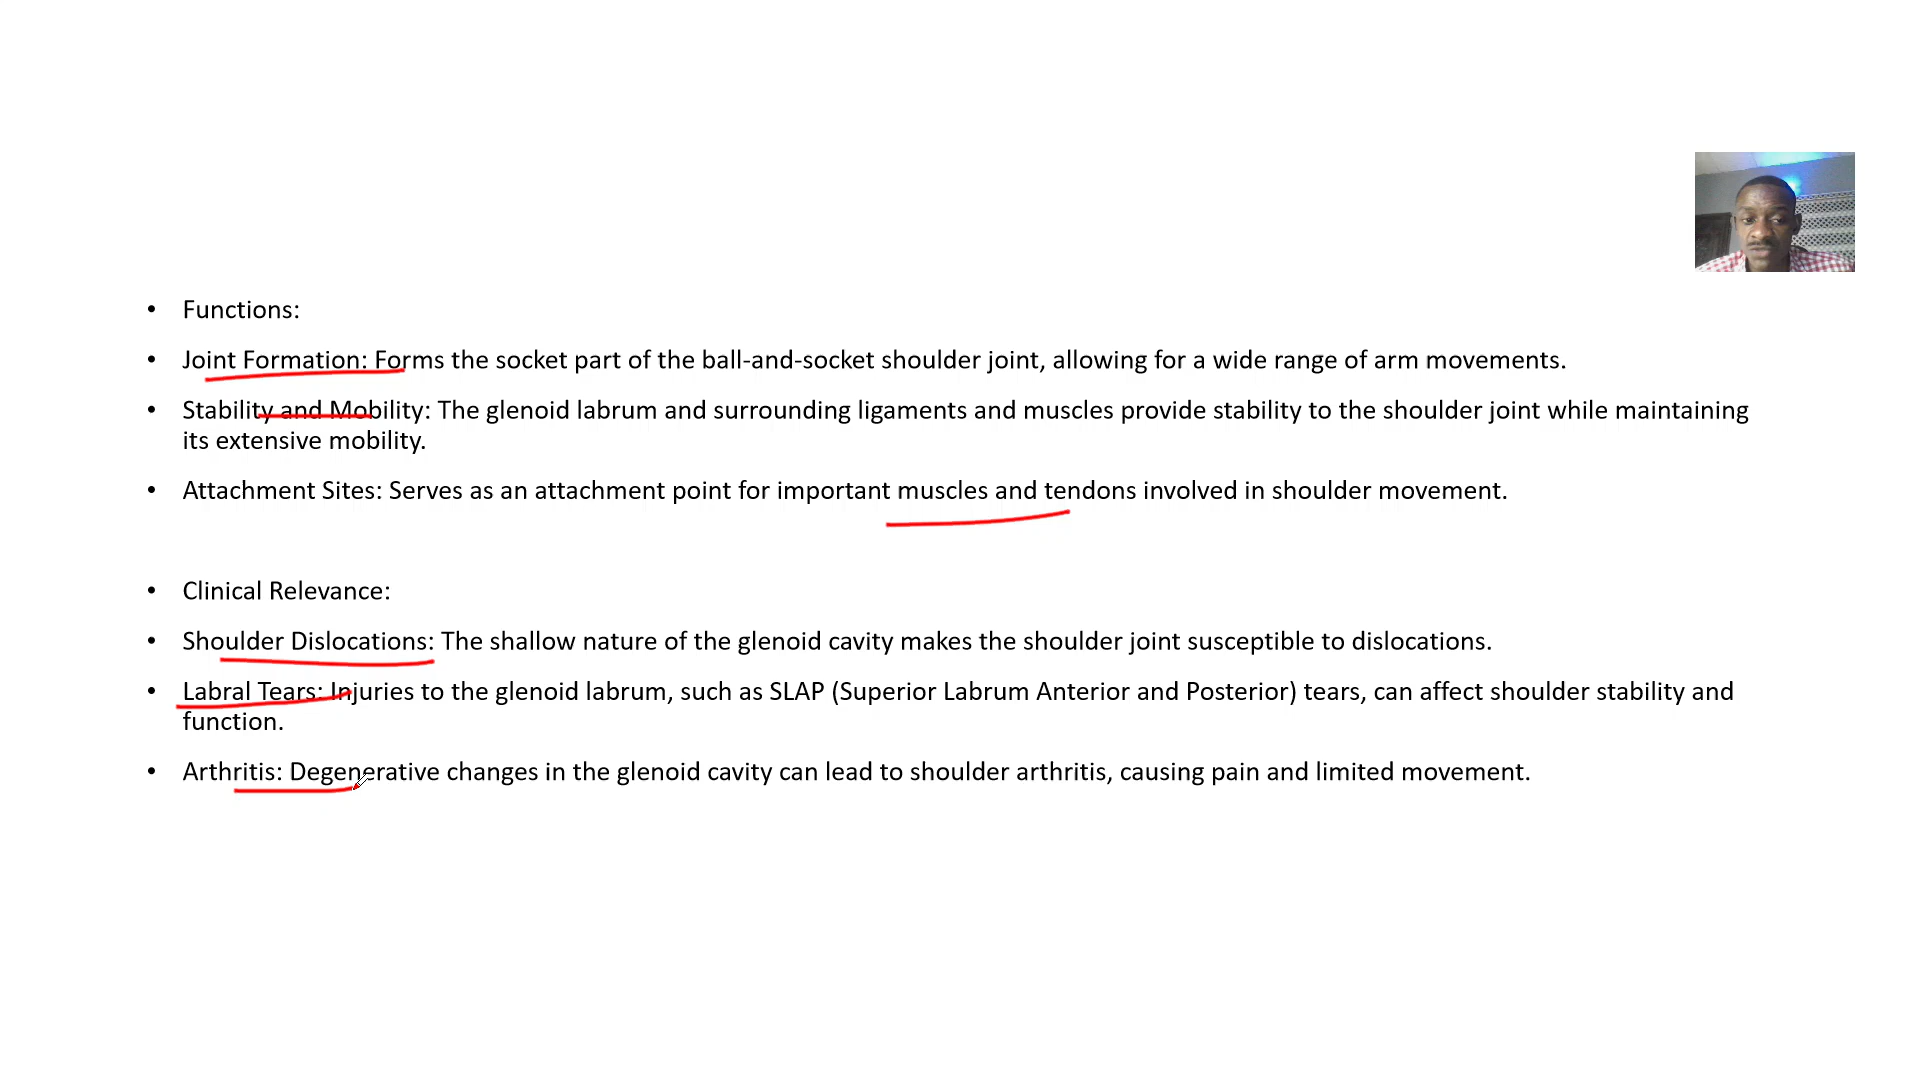 • Functions:
• Joint Formation: Forms the socket part of the ball-and-socket shoulder joint, allowing for a wide range of arm movements.
• Stability and Mobility: The glenoid labrum and surrounding ligaments and muscles provide stability to the shoulder joint while maintaining
its extensive mobility.
• Attachment Sites: Serves as an attachment point for important muscles and tendons involved in shoulder movement.
• Clinical Relevance:
• Shoulder Dislocations: The shallow nature of the glenoid cavity makes the shoulder joint susceptible to dislocations.
• Labral Tears: Injuries to the glenoid labrum, such as SLAP (Superior Labrum Anterior and Posterior) tears, can affect shoulder stability and
function.
• Arthritis: Degenerative changes in the glenoid cavity can lead to shoulder arthritis, causing pain and limited movement.